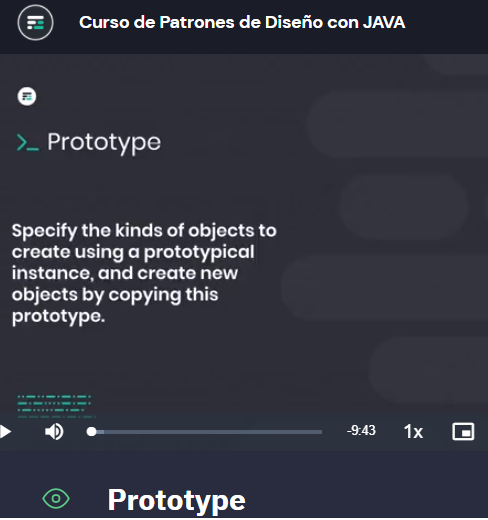 Curso de Patrones de Diseño con JAVA
>_ Prototype
Specify the kinds of objects to
create using a prototypical
instance, and create new
objects by copying this
prototype.
-9:43
1x
Prototype